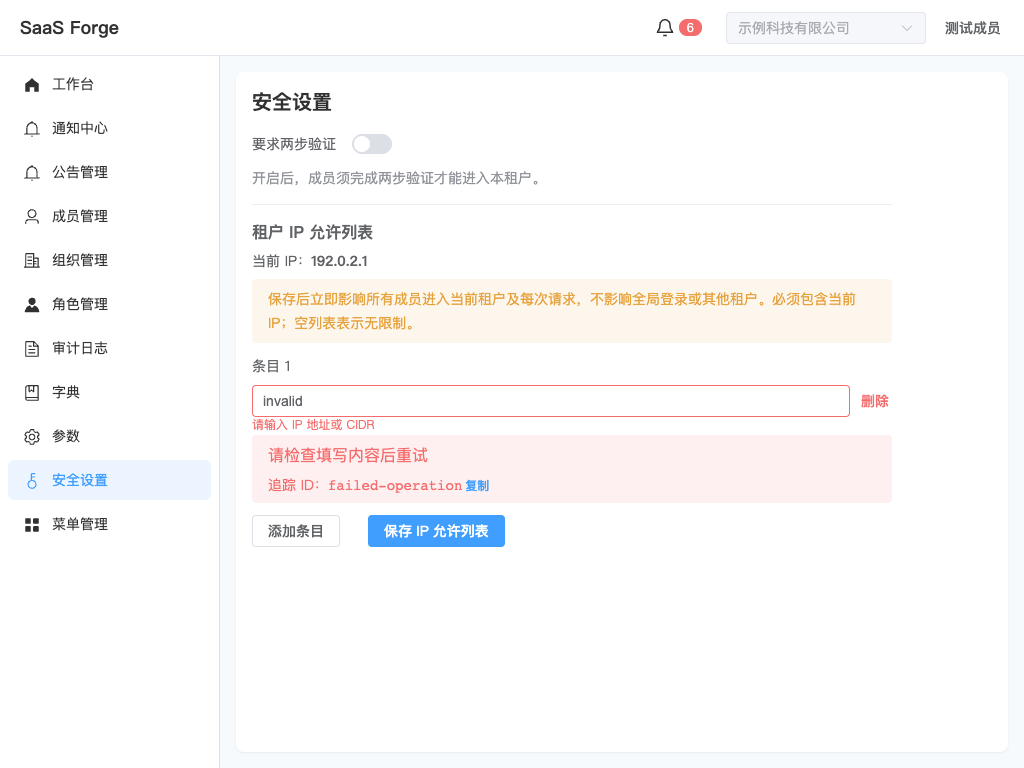 SaaS Forge
6
示例科技有限公司
测试成员
工作台
通知中心
公告管理
成员管理
组织管理
角色管理
审计日志
字典
参数
安全设置
菜单管理
安全设置
要求两步验证
开启后，成员须完成两步验证才能进入本租户。
租户 IP 允许列表
当前 IP：192.0.2.1
保存后立即影响所有成员进入当前租户及每次请求，不影响全局登录或其他租户。必须包含当前
IP；空列表表示无限制。
条目 1
invalid
删除
请输入 IP 地址或 CIDR
请检查填写内容后重试
追踪 ID：failed-operation 复制
添加条目
保存 IP 允许列表